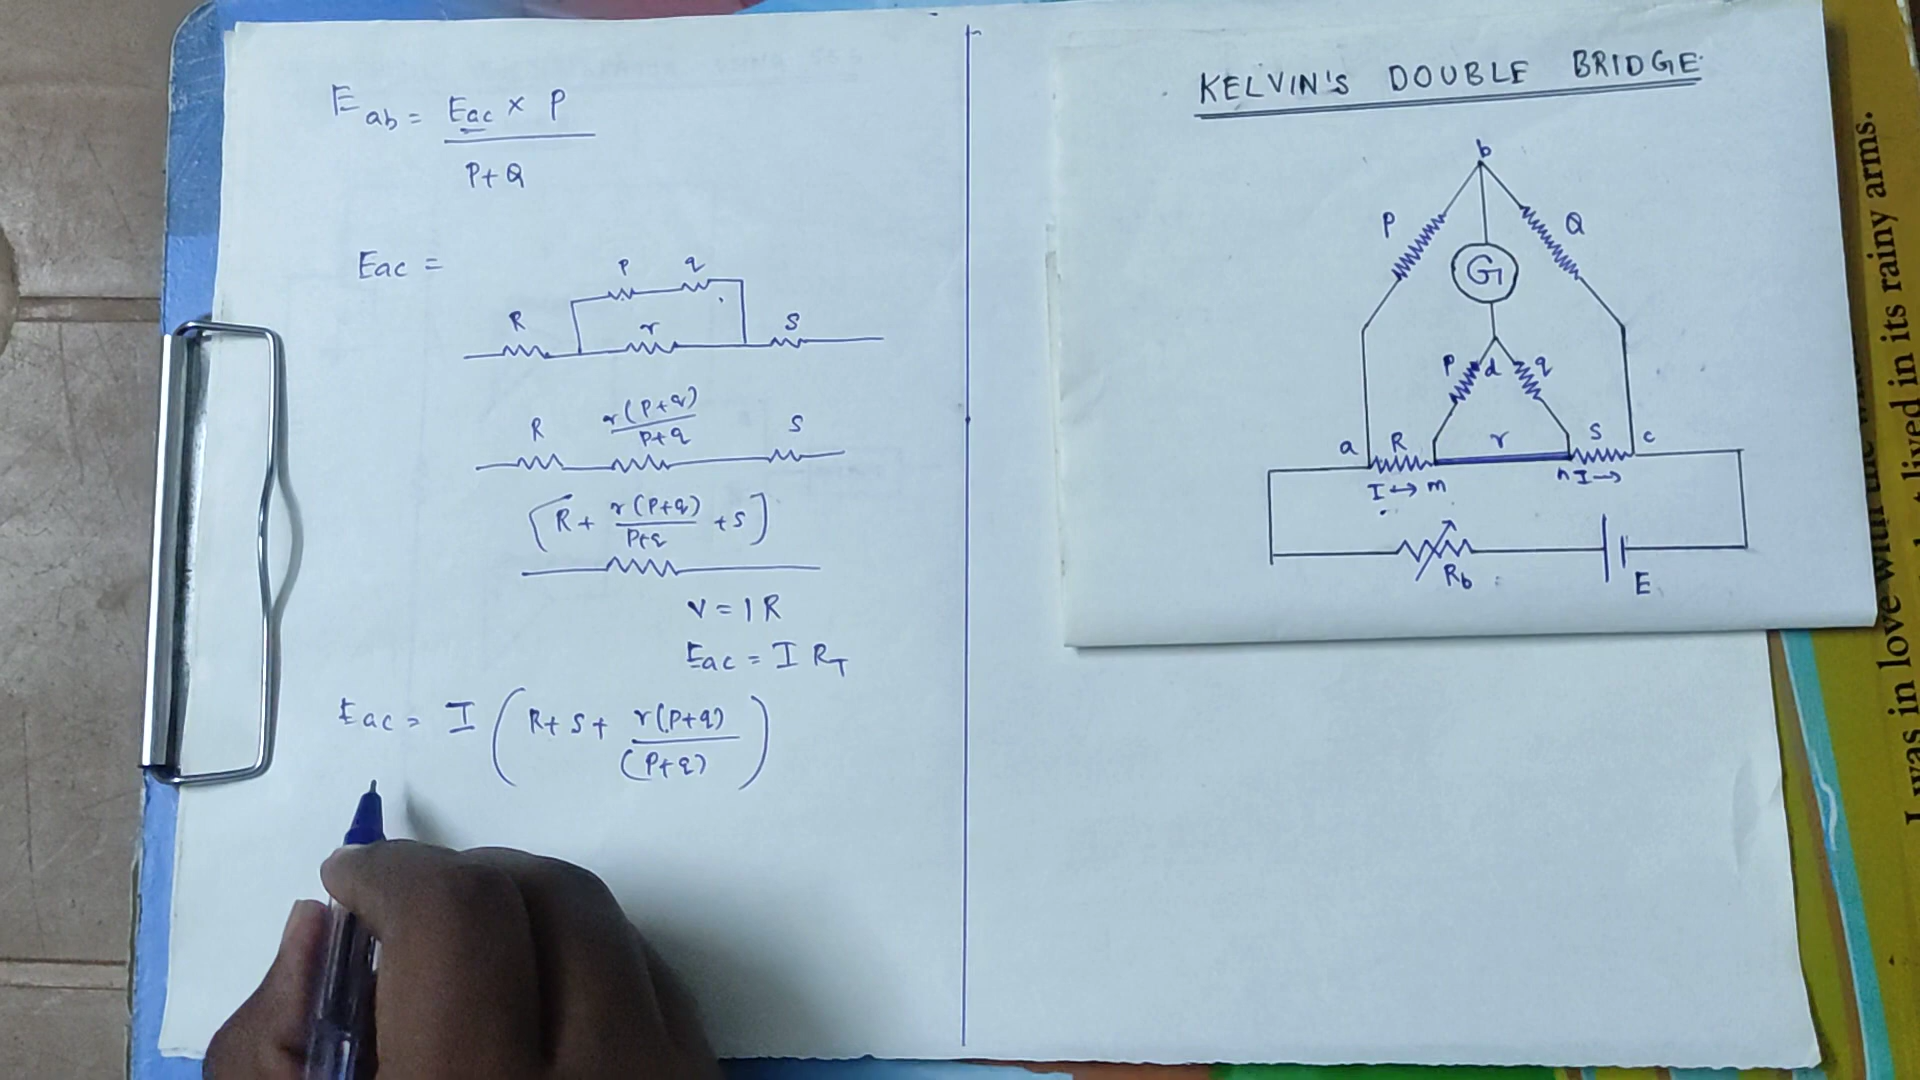 E ab = Eac × P
P+Q
Eac =
P q
R r S
R r(P+q) S
P+q
[R + r(P+q) + S]
P+q
V = IR
Eac = I RT
Eac = I ( R+ S+ r(P+q) )
(P+q)
KELVIN'S DOUBLE BRIDGE
b
P Q
G
P d q
a R r S c
I↔ m n I→
Rb E
I was in love with the
lived in its rainy arms.